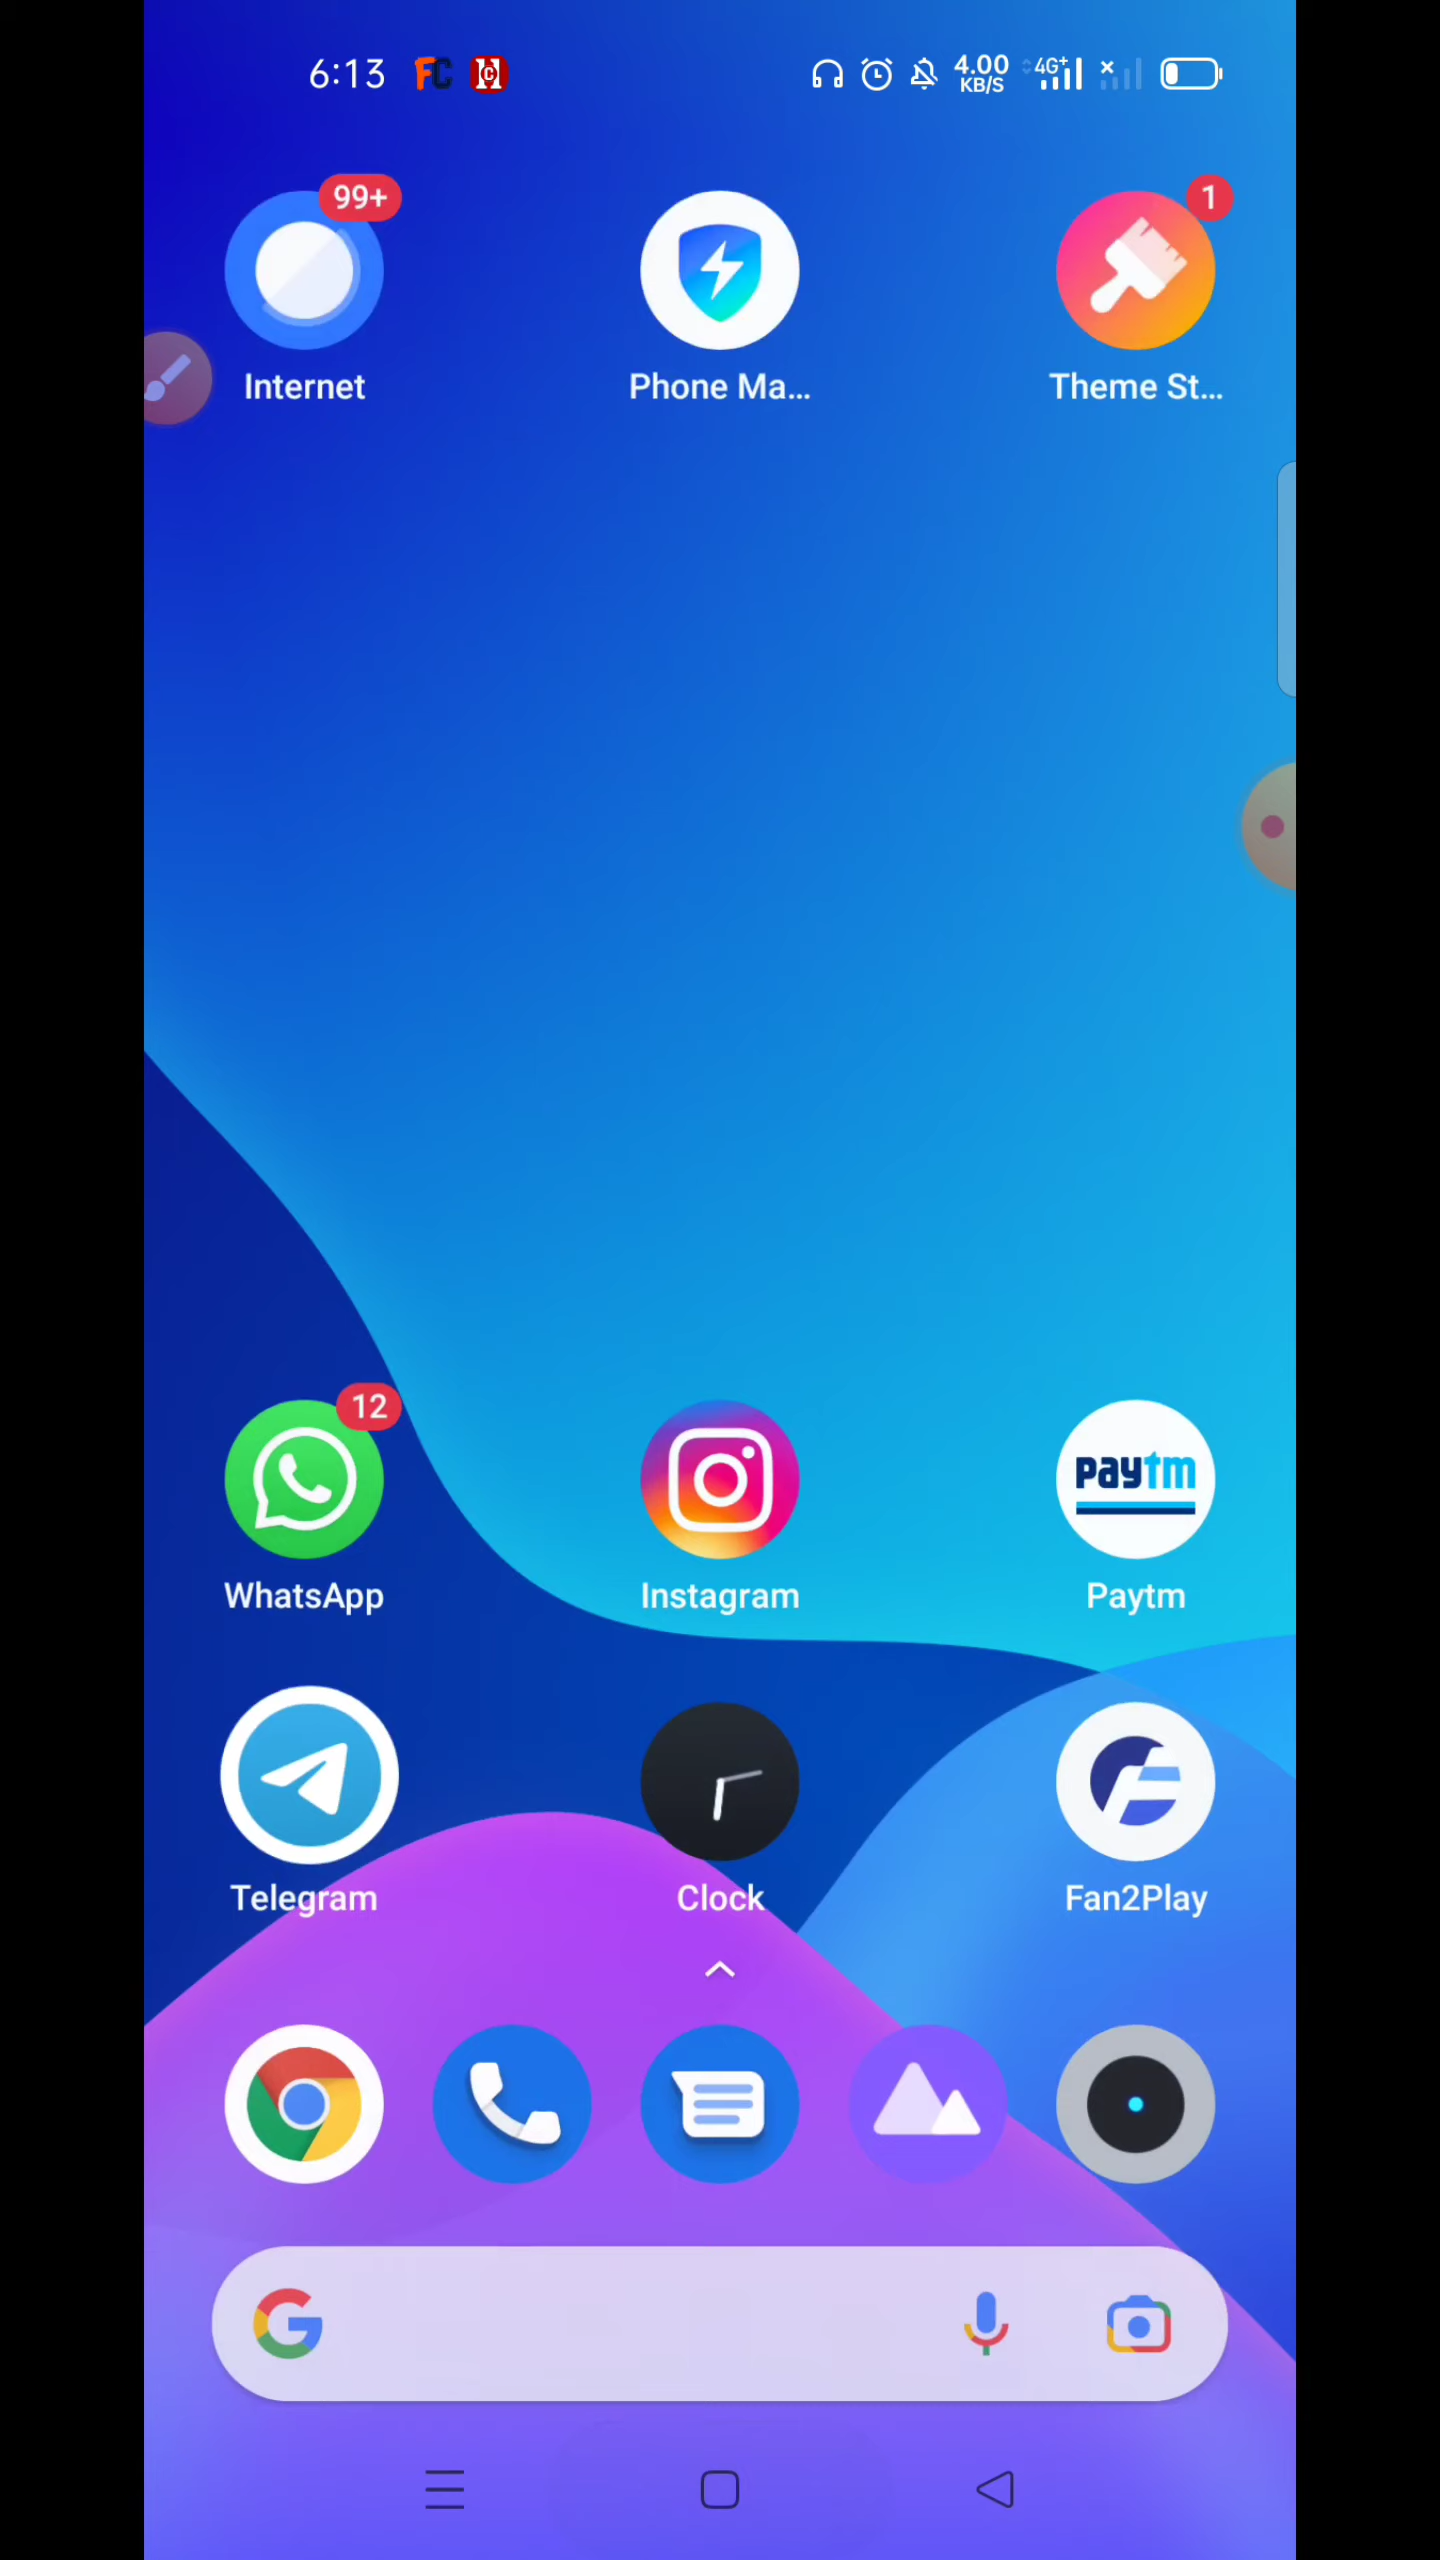 6:13 FC H 4.00 KB/S 4G+
99+
1
Internet
Phone Ma...
Theme St...
12
paytm
WhatsApp
Instagram
Paytm
Telegram
Clock
Fan2Play